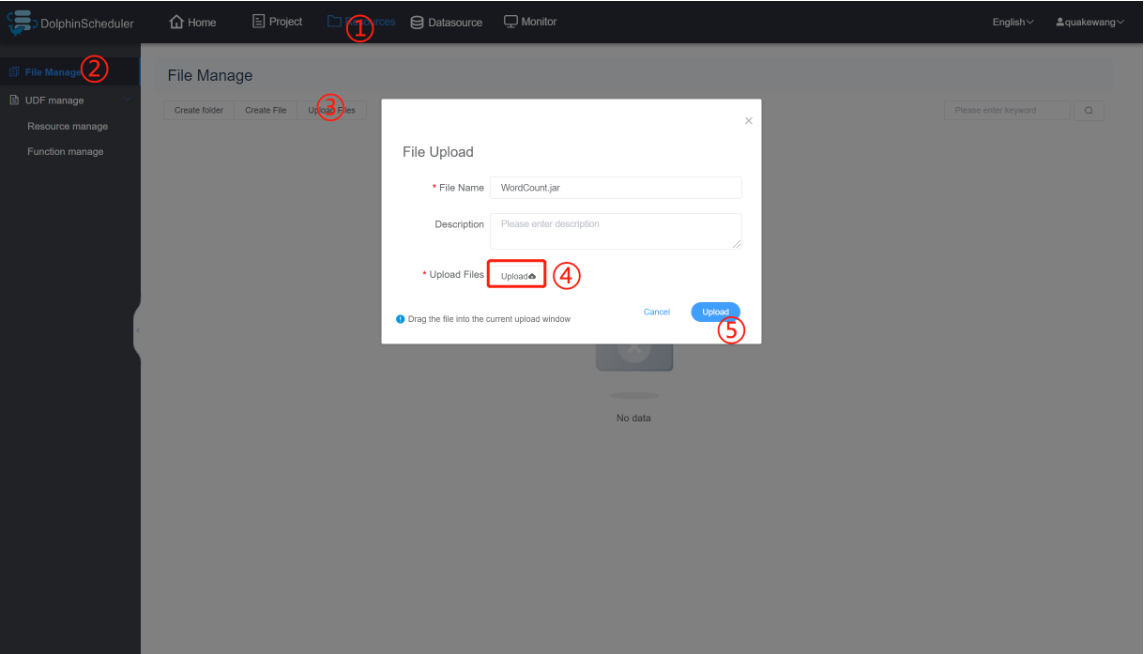 DolphinScheduler Home Project Resources ① Datasource Monitor English quakewang
File Manage ②
UDF manage
Resource manage
Function manage
File Manage
Create folder Create File Upload Files ③ Please enter keyword
File Upload
* File Name WordCount.jar
Description Please enter description
* Upload Files Upload ④
Drag the file into the current upload window Cancel Upload ⑤
No data